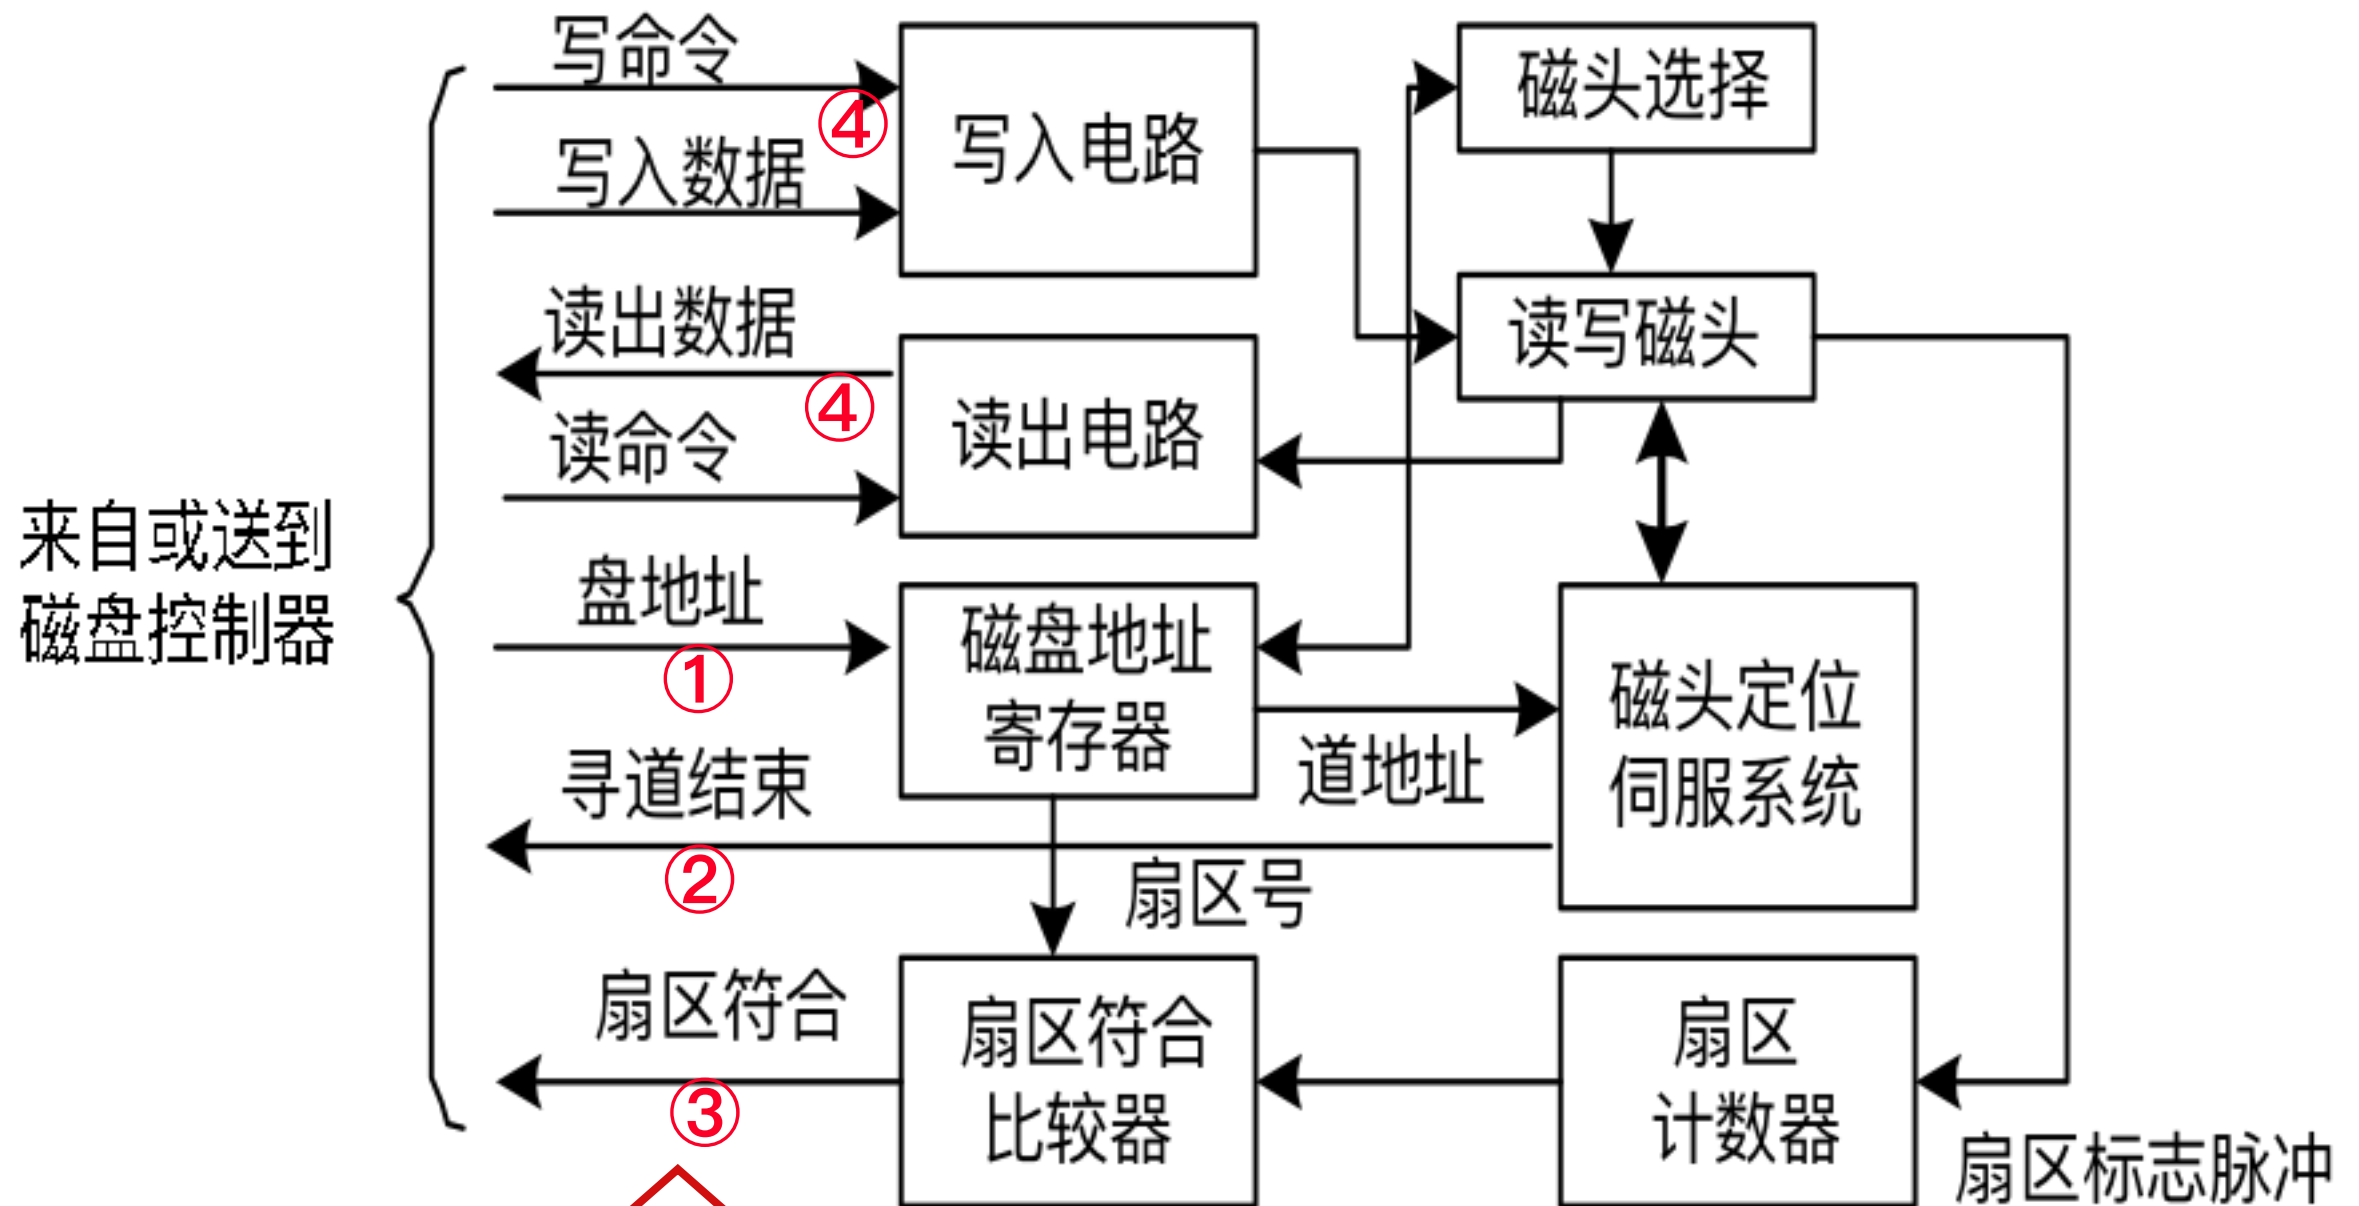 写命令
④
写入数据
写入电路
磁头选择
读出数据
④
读命令
读出电路
读写磁头
来自或送到
磁盘控制器
盘地址
①
磁盘地址
寄存器
道地址
磁头定位
伺服系统
寻道结束
②
扇区号
扇区符合
③
扇区符合
比较器
扇区
计数器
扇区标志脉冲